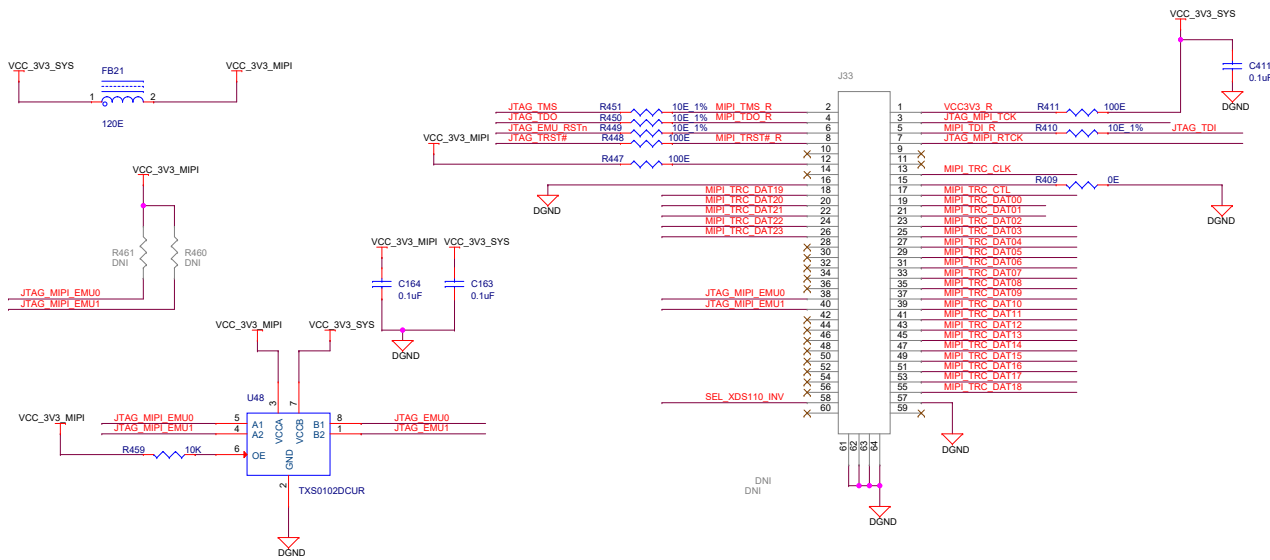 VCC_3V3_SYS
VCC_3V3_SYS
FB21
VCC_3V3_MIPI
1
2
120E
C411
0.1uF
DGND
J33
JTAG_TMS R451 10E_1% MIPI_TMS_R 2
1 VCC3V3_R R411 100E
JTAG_TDO R450 10E_1% MIPI_TDO_R 4
3 JTAG_MIPI_TCK
JTAG_EMU_RSTn R449 10E_1% 6
5 MIPI_TDI_R R410 10E_1% JTAG_TDI
JTAG_TRST# R448 100E MIPI_TRST#_R 8
7 JTAG_MIPI_RTCK
VCC_3V3_MIPI
10
9
R447 100E 12
11
14
13 MIPI_TRC_CLK
16
15 R409 0E
DGND
DGND
MIPI_TRC_DAT19 18
17 MIPI_TRC_CTL
MIPI_TRC_DAT20 20
19 MIPI_TRC_DAT00
MIPI_TRC_DAT21 22
21 MIPI_TRC_DAT01
MIPI_TRC_DAT22 24
23 MIPI_TRC_DAT02
MIPI_TRC_DAT23 26
25 MIPI_TRC_DAT03
28
27 MIPI_TRC_DAT04
30
29 MIPI_TRC_DAT05
32
31 MIPI_TRC_DAT06
34
33 MIPI_TRC_DAT07
36
35 MIPI_TRC_DAT08
JTAG_MIPI_EMU0 38
37 MIPI_TRC_DAT09
JTAG_MIPI_EMU1 40
39 MIPI_TRC_DAT10
42
41 MIPI_TRC_DAT11
44
43 MIPI_TRC_DAT12
46
45 MIPI_TRC_DAT13
48
47 MIPI_TRC_DAT14
50
49 MIPI_TRC_DAT15
52
51 MIPI_TRC_DAT16
54
53 MIPI_TRC_DAT17
56
55 MIPI_TRC_DAT18
SEL_XDS110_INV 58
57
60
59
DGND
61
62
63
64
DNI
DNI
DGND
VCC_3V3_MIPI
R461
DNI
R460
DNI
JTAG_MIPI_EMU0
JTAG_MIPI_EMU1
VCC_3V3_MIPI
VCC_3V3_SYS
C164
0.1uF
C163
0.1uF
DGND
VCC_3V3_MIPI
VCC_3V3_SYS
U48
3
7
VCC_3V3_MIPI
JTAG_MIPI_EMU0 5 A1
B1 8 JTAG_EMU0
JTAG_MIPI_EMU1 4 A2
B2 1 JTAG_EMU1
VCCA
VCCB
R459 10K 6 OE
GND
2
TXS0102DCUR
DGND